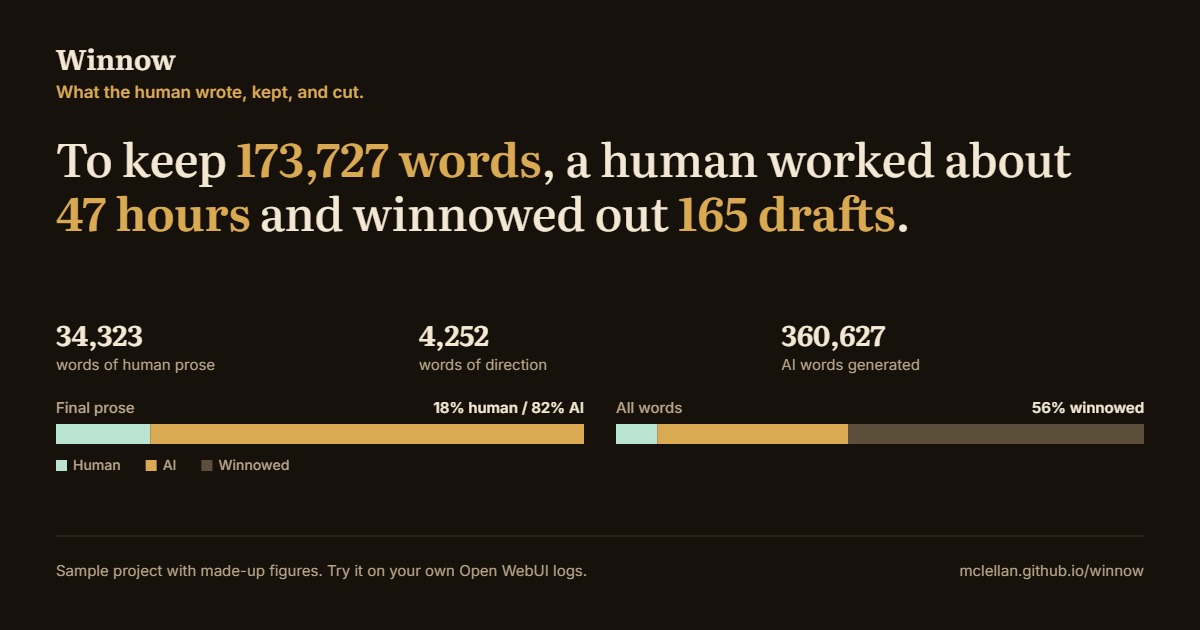 Winnow
What the human wrote, kept, and cut.
To keep 173,727 words, a human worked about
47 hours and winnowed out 165 drafts.
34,323
words of human prose
4,252
words of direction
360,627
AI words generated
Final prose
18% human / 82% AI
All words
56% winnowed
Human
AI
Winnowed
Sample project with made-up figures. Try it on your own Open WebUI logs.
mclellan.github.io/winnow